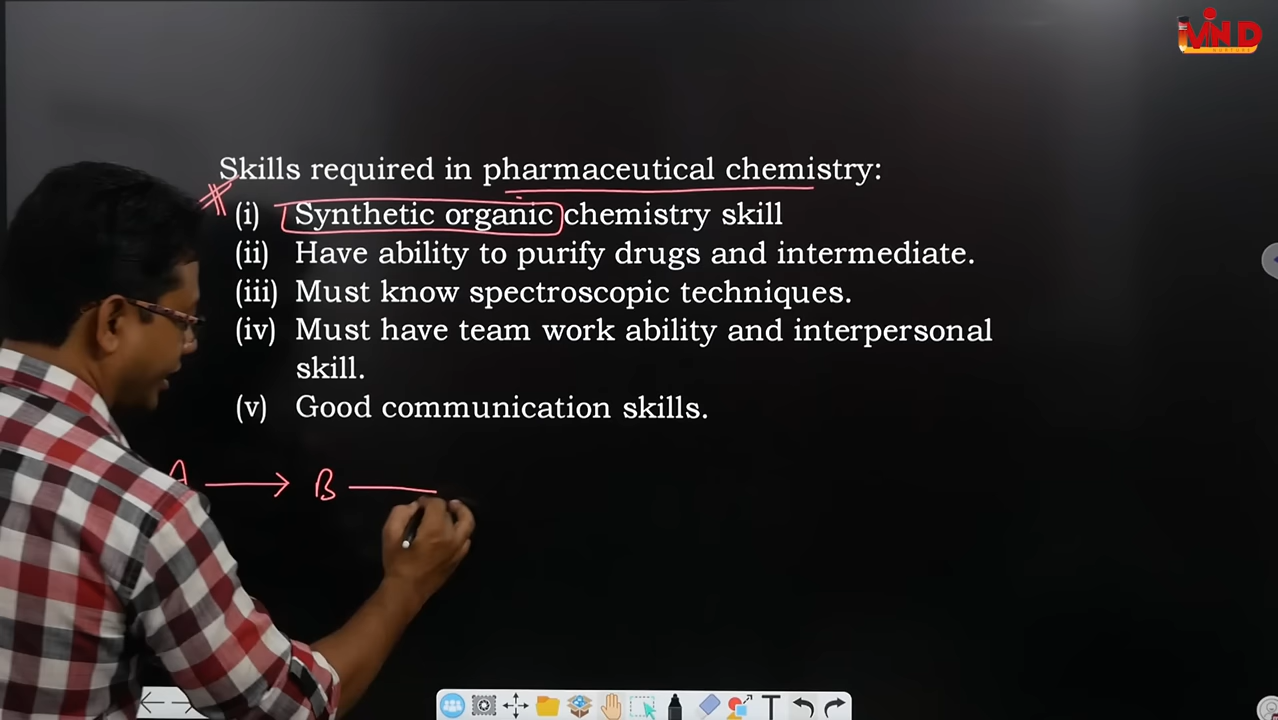 MIND
Skills required in pharmaceutical chemistry:
(i) Synthetic organic chemistry skill
(ii) Have ability to purify drugs and intermediate.
(iii) Must know spectroscopic techniques.
(iv) Must have team work ability and interpersonal
skill.
(v) Good communication skills.
A → B